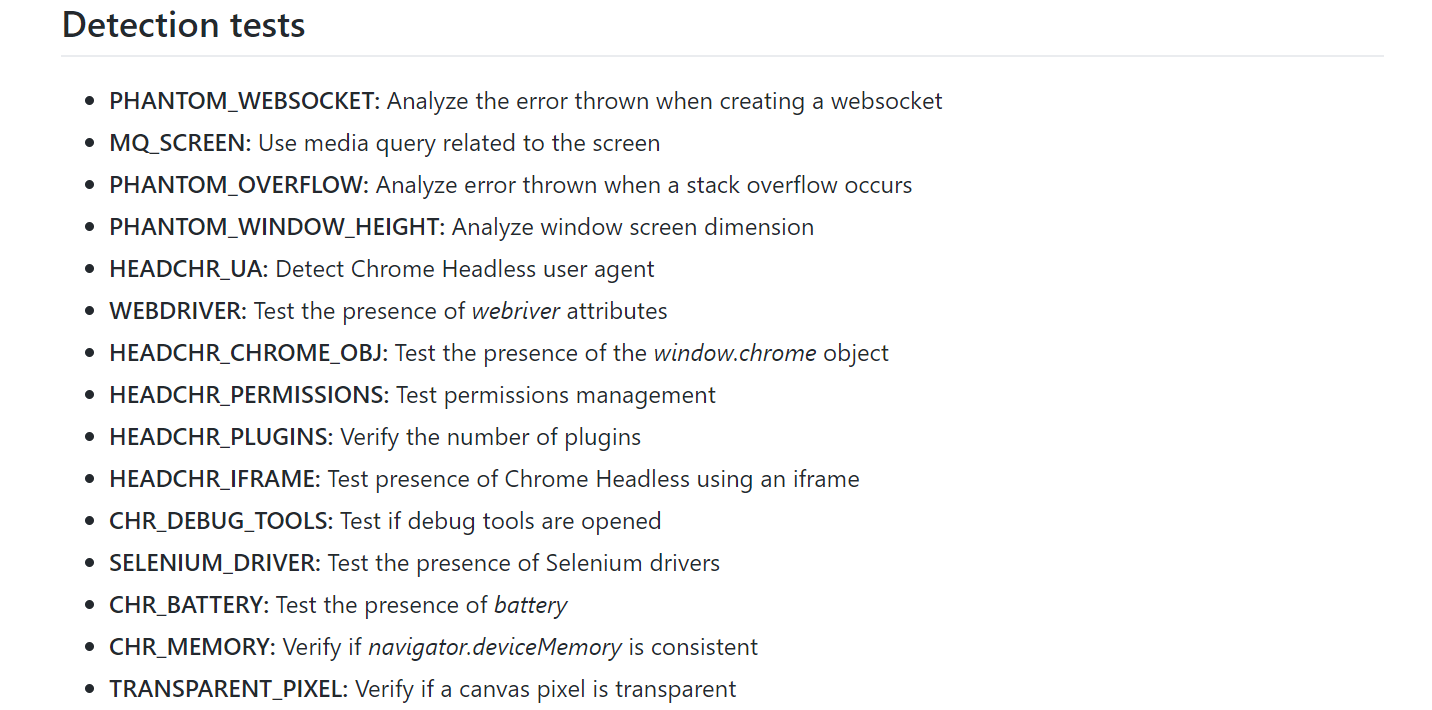 Detection tests
• PHANTOM_WEBSOCKET: Analyze the error thrown when creating a websocket
• MQ_SCREEN: Use media query related to the screen
• PHANTOM_OVERFLOW: Analyze error thrown when a stack overflow occurs
• PHANTOM_WINDOW_HEIGHT: Analyze window screen dimension
• HEADCHR_UA: Detect Chrome Headless user agent
• WEBDRIVER: Test the presence of webriver attributes
• HEADCHR_CHROME_OBJ: Test the presence of the window.chrome object
• HEADCHR_PERMISSIONS: Test permissions management
• HEADCHR_PLUGINS: Verify the number of plugins
• HEADCHR_IFRAME: Test presence of Chrome Headless using an iframe
• CHR_DEBUG_TOOLS: Test if debug tools are opened
• SELENIUM_DRIVER: Test the presence of Selenium drivers
• CHR_BATTERY: Test the presence of battery
• CHR_MEMORY: Verify if navigator.deviceMemory is consistent
• TRANSPARENT_PIXEL: Verify if a canvas pixel is transparent